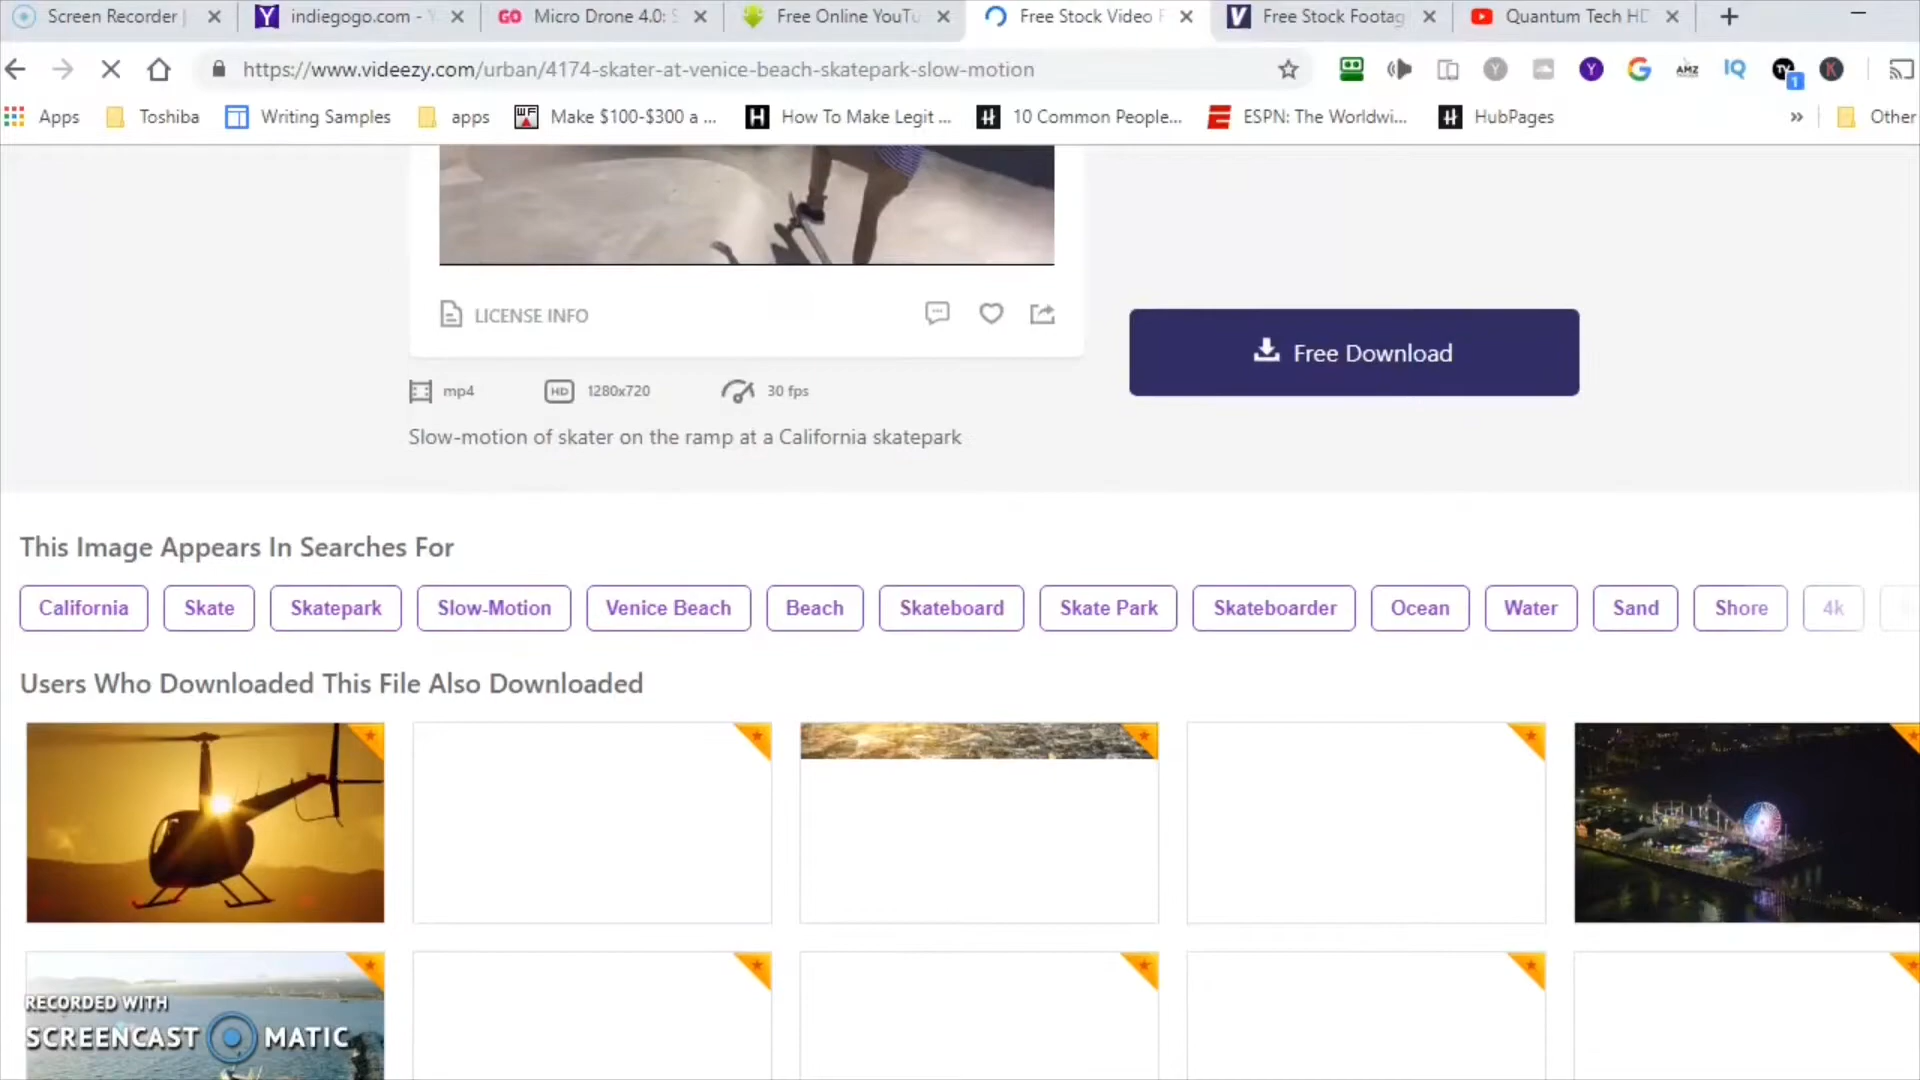 Screen Recorder
indiegogo.com - Y
GO Micro Drone 4.0: S
Free Online YouTu
Free Stock Video F
V Free Stock Footag
Quantum Tech HD
https://www.videezy.com/urban/4174-skater-at-venice-beach-skatepark-slow-motion
Apps
Toshiba
Writing Samples
apps
Make $100-$300 a ...
How To Make Legit ...
10 Common People...
ESPN: The Worldwi...
HubPages
»
Other
LICENSE INFO
Free Download
mp4
HD 1280x720
30 fps
Slow-motion of skater on the ramp at a California skatepark
This Image Appears In Searches For
California
Skate
Skatepark
Slow-Motion
Venice Beach
Beach
Skateboard
Skate Park
Skateboarder
Ocean
Water
Sand
Shore
4k
Users Who Downloaded This File Also Downloaded
RECORDED WITH
SCREENCAST MATIC